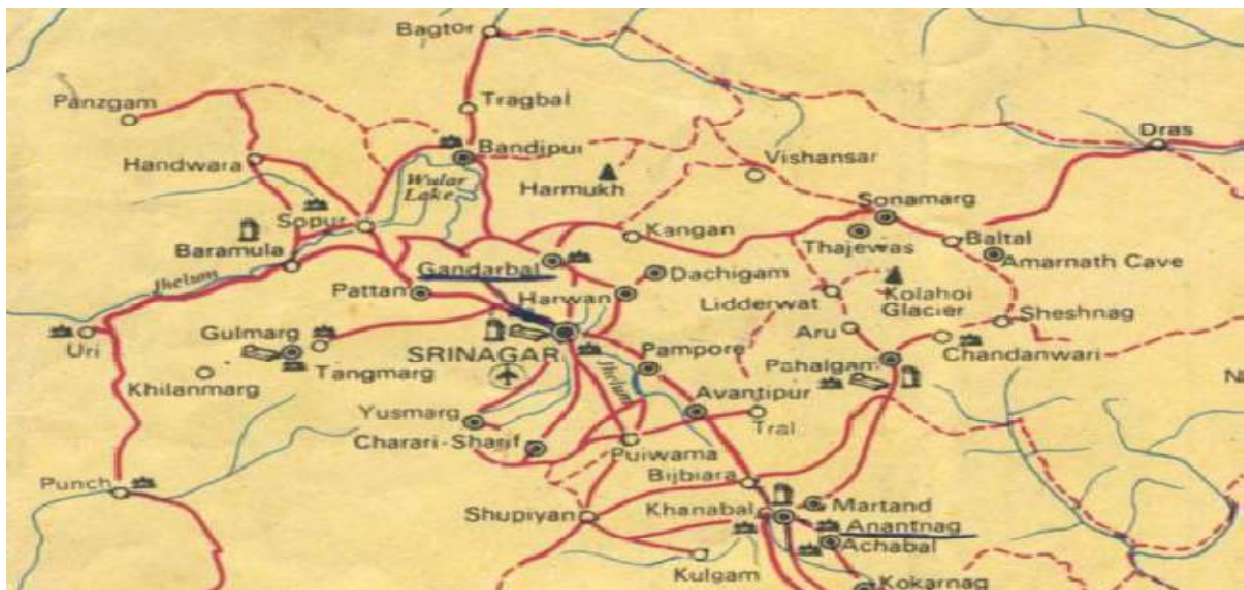 Bagtor
Panzgam
Tragbal
Dras
Handwara
Bandipur
Vishansar
Wular
Lake
Harmukh
Sonamarg
Sopur
Kangan
Baltal
Baramula
Thajewas
Amarnath Cave
Jhelum
Gandarbal
Dachigam
Pattan
Harwan
Lidderwat
Kolahoi
Glacier
Sheshnag
Gulmarg
Aru
Uri
SRINAGAR
Pampore
Chandanwari
Tangmarg
Pahalgam
Khilanmarg
Jhelum
Avantipur
N
Yusmarg
Tral
Charari-Sharif
Pulwama
Bijbiara
Punch
Martand
Shupiyan
Khanabal
Anantnag
Achabal
Kulgam
Kokarnag